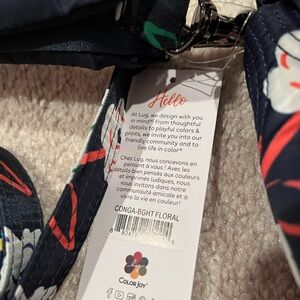 Hello
At Lug, we design with you
in mind!® From thoughtful
details to playful colors &
prints, we invite you into our
friendly community and to
live life in color®
Chez Lug, nous concevons en
pensant à vous ! Avec des
détails bien pensés aux couleurs
et imprimés ludiques, nous
vous invitons dans notre
communauté amicale et à
vivre la vie en couleur!
CONGA-BGHT FLORAL
COLORJOY